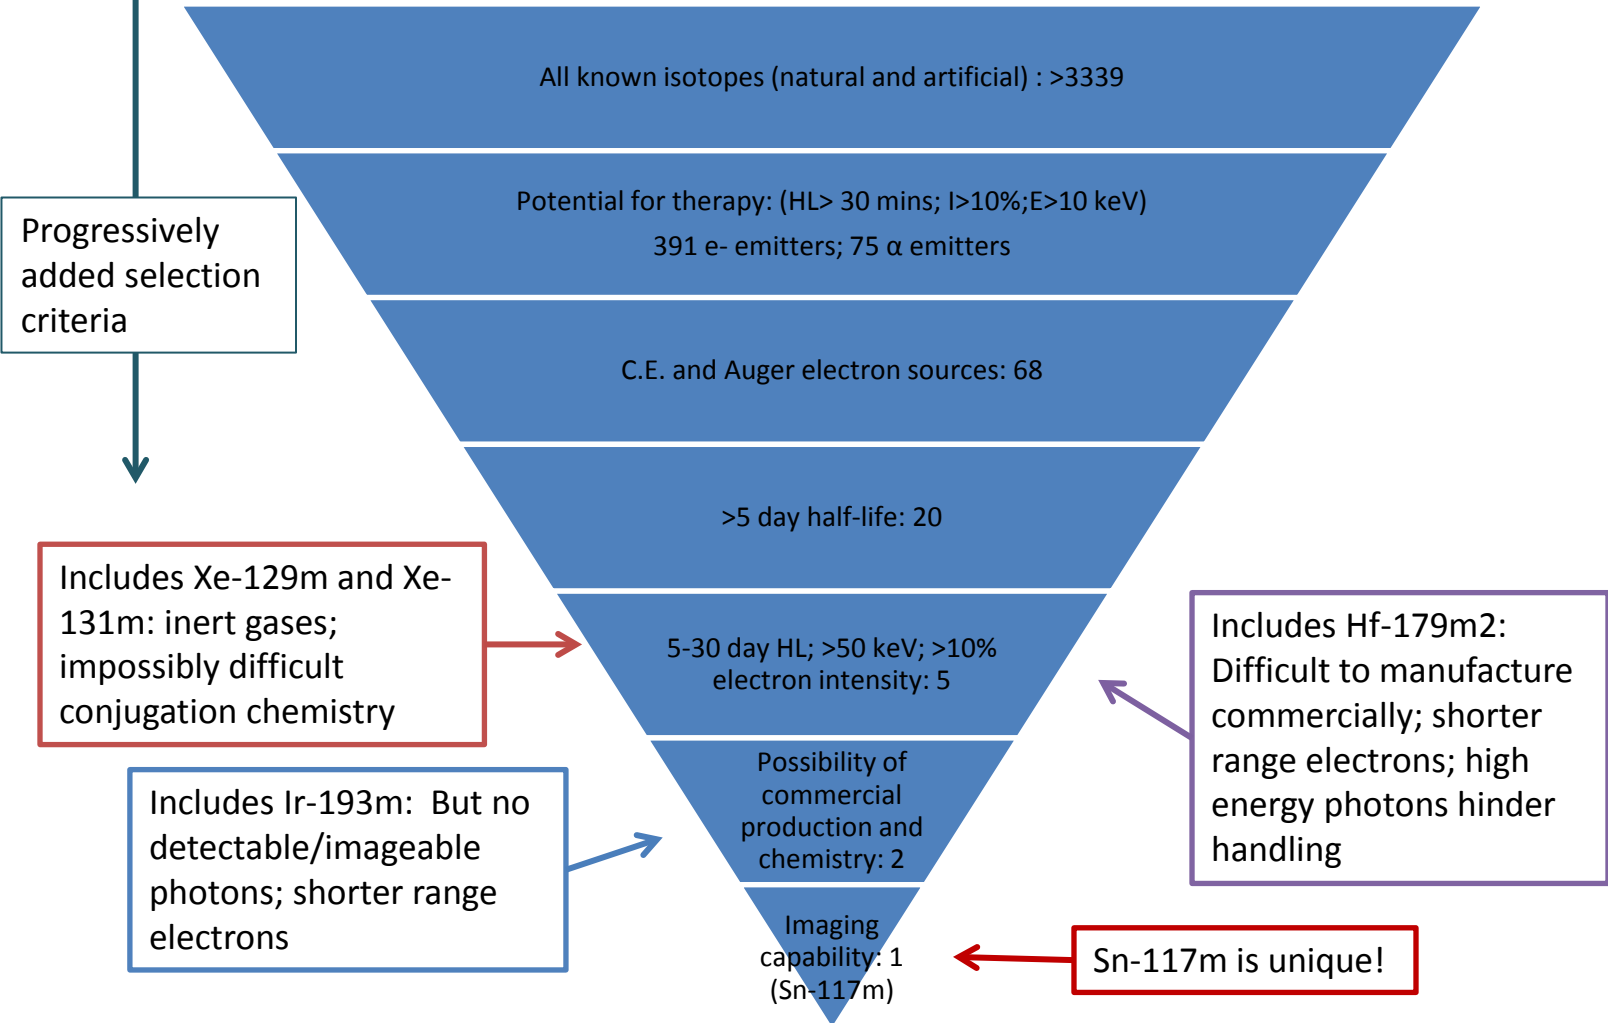 All known isotopes (natural and artificial) : >3339
Potential for therapy: (HL> 30 mins; I>10%;E>10 keV)
391 e- emitters; 75 α emitters
Progressively
added selection
criteria
C.E. and Auger electron sources: 68
>5 day half-life: 20
Includes Xe-129m and Xe-
131m: inert gases;
impossibly difficult
conjugation chemistry
5-30 day HL; >50 keV; >10%
electron intensity: 5
Includes Hf-179m2:
Difficult to manufacture
commercially; shorter
range electrons; high
energy photons hinder
handling
Possibility of
commercial
production and
chemistry: 2
Includes Ir-193m:  But no
detectable/imageable
photons; shorter range
electrons
Imaging
capability: 1
(Sn-117m)
Sn-117m is unique!